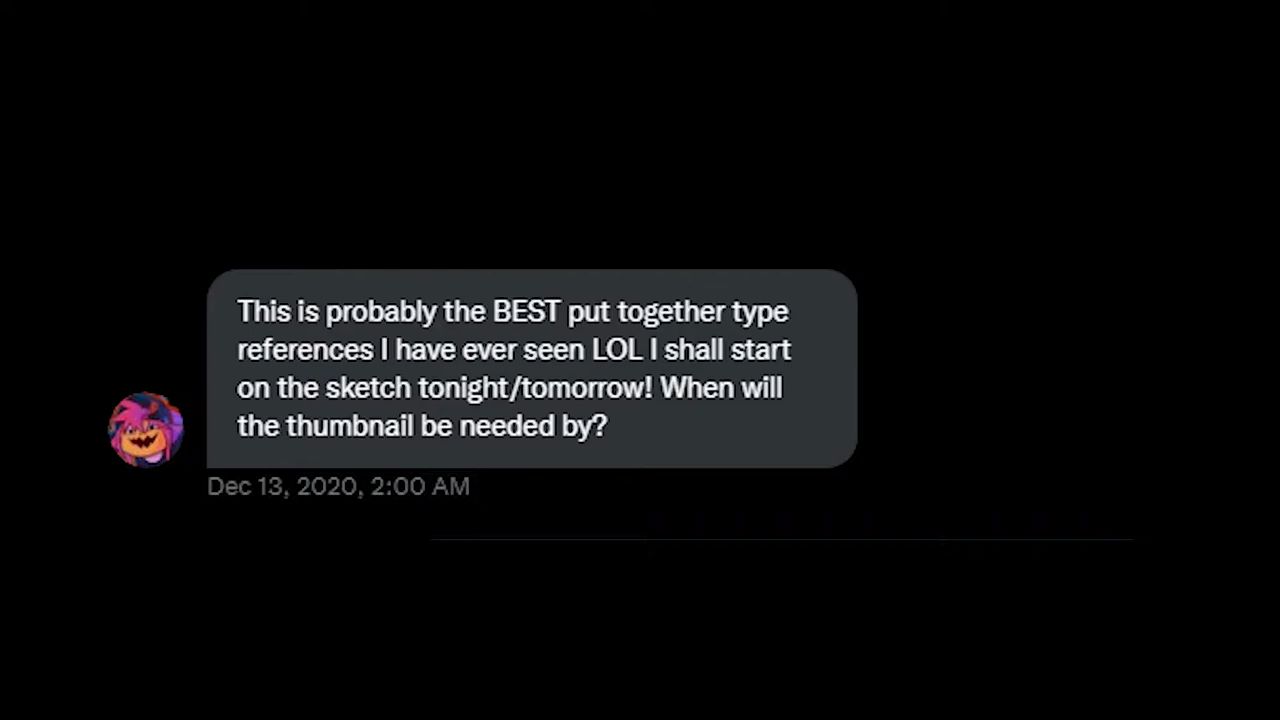 This is probably the BEST put together type
references I have ever seen LOL I shall start
on the sketch tonight/tomorrow! When will
the thumbnail be needed by?
Dec 13, 2020, 2:00 AM